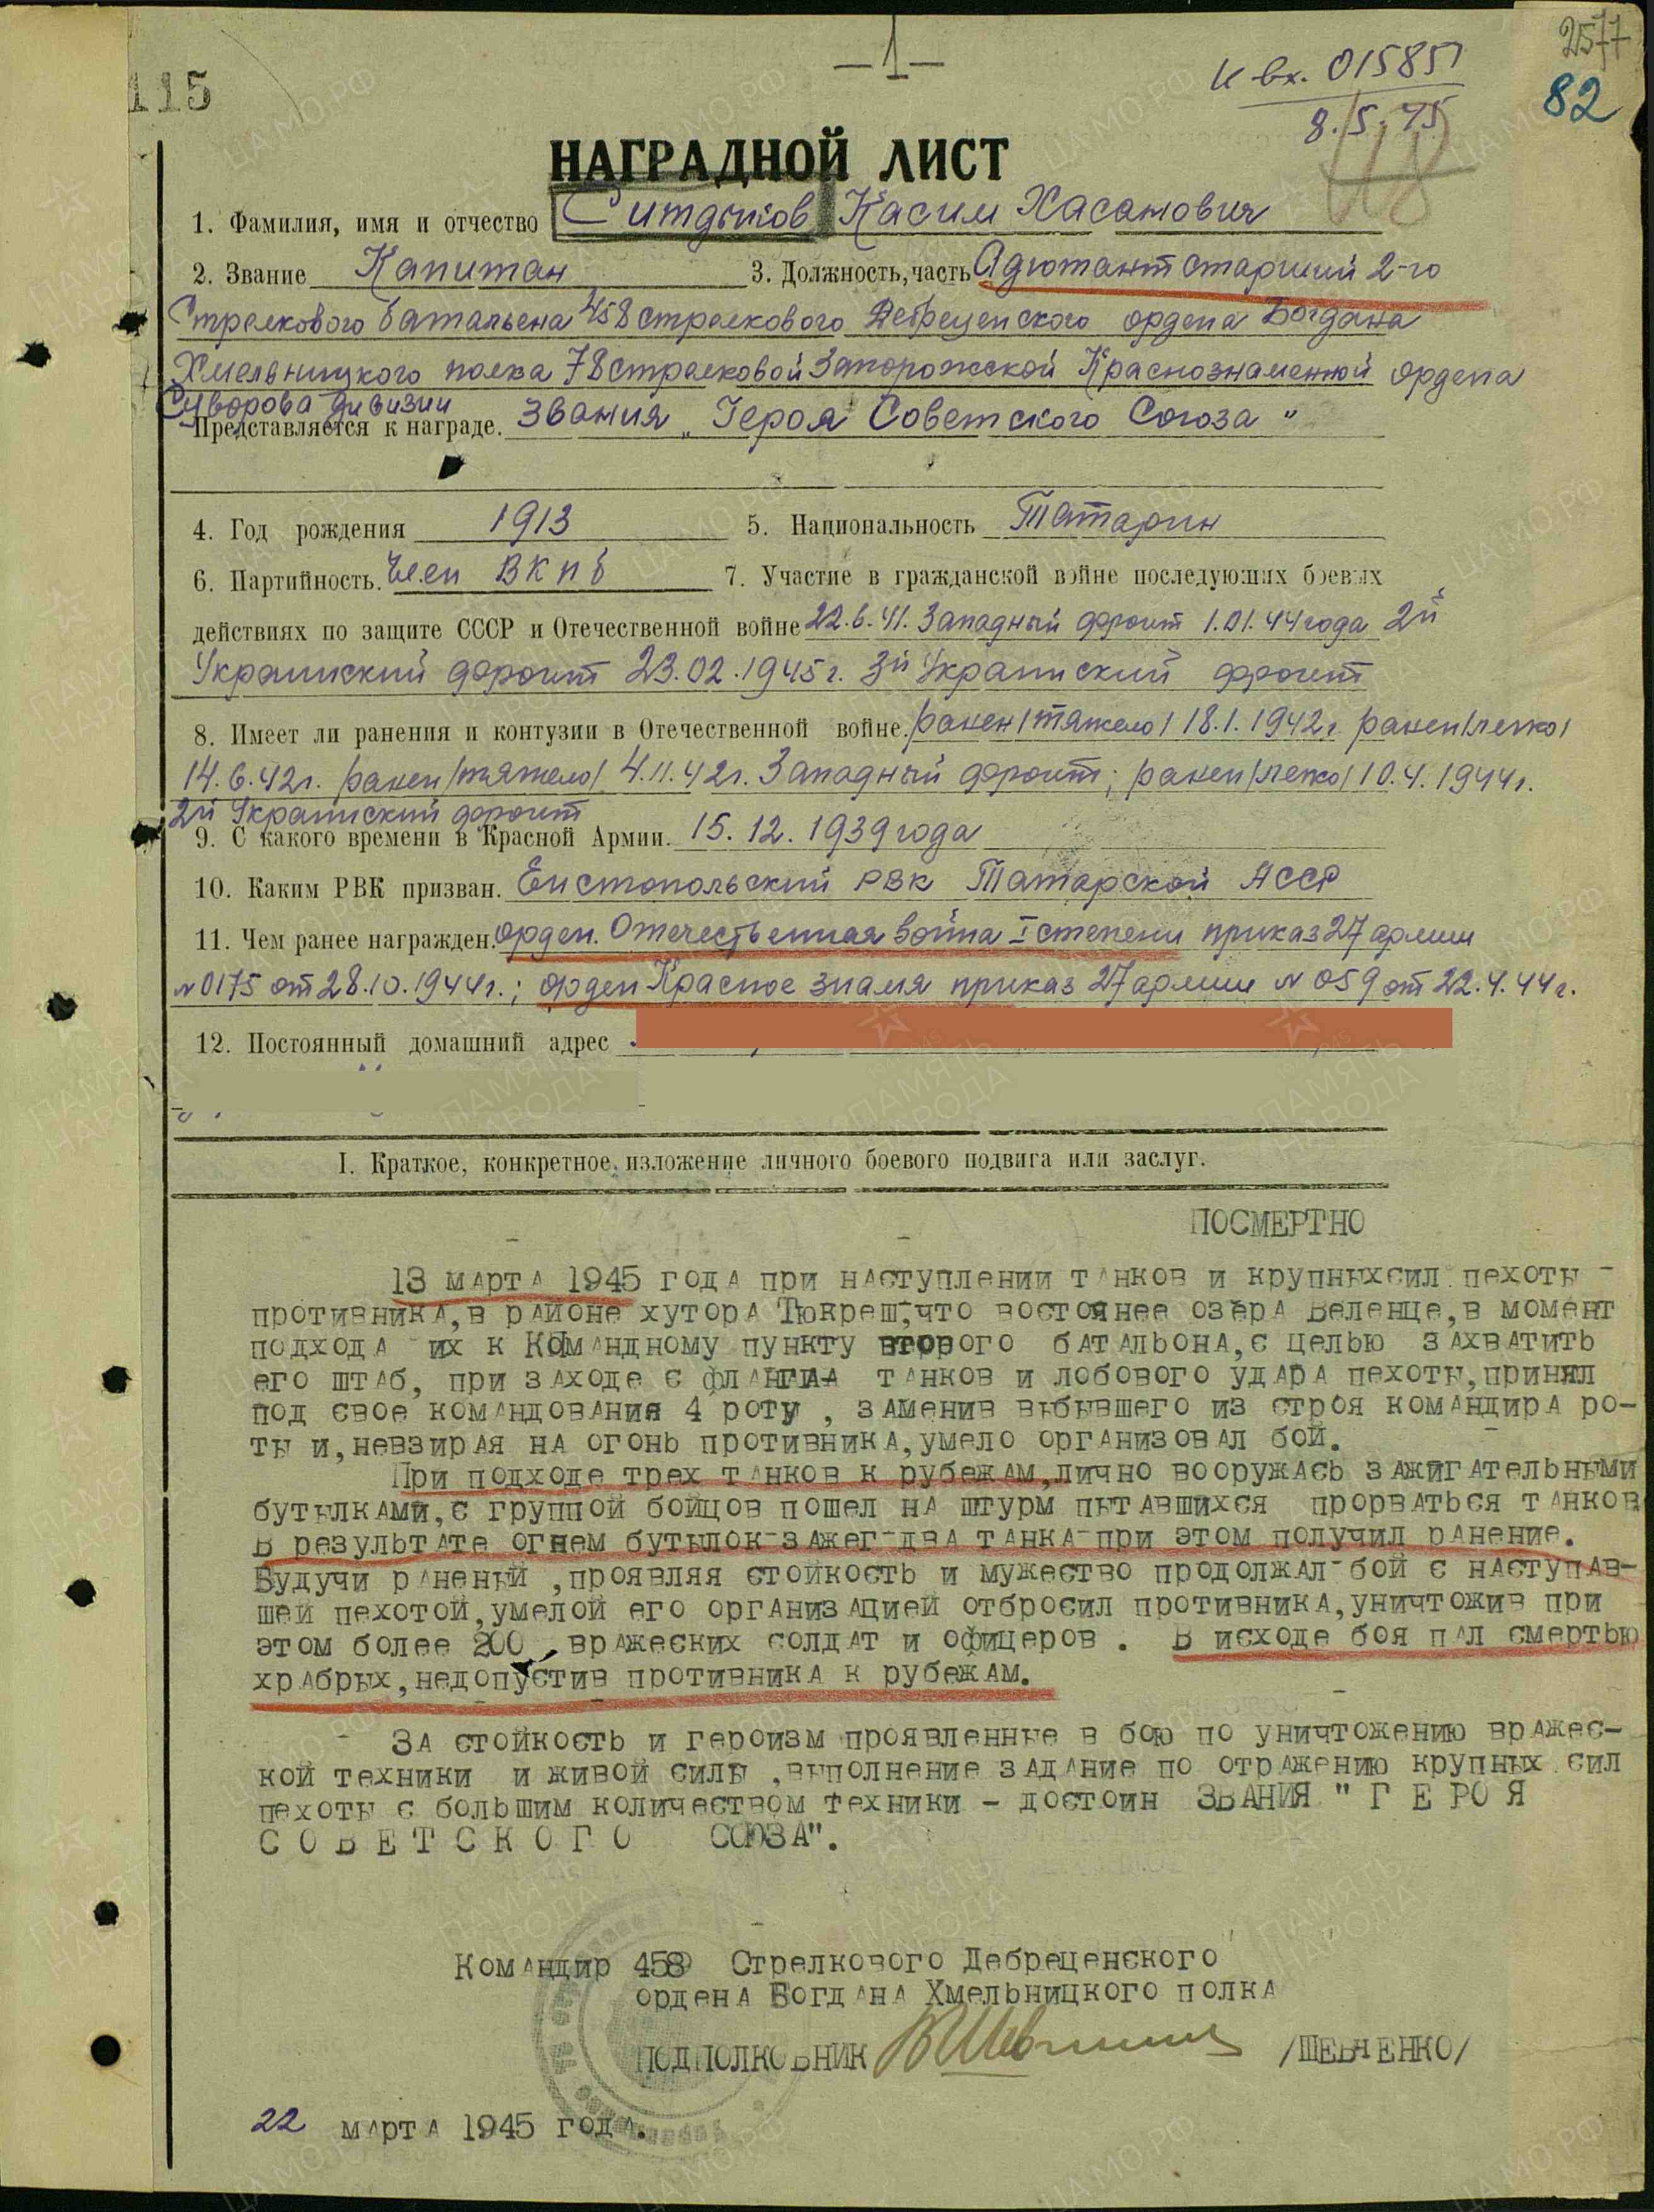 2577
— 1 —
К вх. 015851
82
115
8.5.45
118
НАГРАДНОЙ ЛИСТ
1. Фамилия, имя и отчество Ситдыков Касим Хасанович
2. Звание Капитан 3. Должность, часть Адютант старший 2-го
Стрелкового батальена 458 стрелкового Дебреценского ордена Богдана
Хмельницкого полка 78 стрелковой Запорожской Краснознаменной ордена
Суворова дивизии
Представляется к награде. Звания „Героя Советского Союза"
4. Год рождения 1913 5. Национальность Татарин
6. Партийность. Член ВКПб 7. Участие в гражданской войне последующих боевых
действиях по защите СССР и Отечественной войне 22.6.41. Западный фронт 1.01.44 года 2й
Украинский фронт 23.02.1945 г. 3й Украинский фронт
8. Имеет ли ранения и контузии в Отечественной войне. ранен /тяжело/ 18.1.1942 г. ранен /легко/
14.6.42 г. ранен /тяжело/ 4.11.42 г. Западный фронт; ранен /легко/ 10.4.1944 г.
2й Украинский фронт
9. С какого времени в Красной Армии. 15.12.1939 года
10. Каким РВК призван. Чистопольский РВК Татарской АССР
11. Чем ранее награжден. орден. Отечественная война I степени приказ 27 армии
№ 0175 от 28.10.1944 г.; орден Красное знамя приказ 27 армии № 059 от 22.4.44 г.
12. Постоянный домашний адрес
I. Краткое, конкретное изложение личного боевого подвига или заслуг.
ПОСМЕРТНО
13 марта 1945 года при наступлении танков и крупныхсил пехоты
противника, в районе хутора Тюкреш, что востоянее озера Веленце, в момент
подхода их к Командному пункту второго батальона, с целью захватить
его штаб, при заходе с фланга танков и лобового удара пехоты, принял
под свое командования 4 роту , заменив выбывшего из строя командира ро-
ты и, невзирая на огонь противника, умело организовал бой.
При подходе трех танков к рубежам, лично вооружаясь зажигательными
бутылками, с группой бойцов пошел на штурм пытавшихся прорваться танков
В результате огнем бутылок зажег два танка при этом получил ранение.
Будучи раненый ,проявляя стойкость и мужество продолжал бой с наступав-
шей пехотой, умелой его организацией отбросил противника, уничтожив при
этом более 200 вражеских солдат и офицеров . В исходе боя пал смертью
храбрых, недопустив противника к рубежам.
За стойкость и героизм проявленные в бою по уничтожению вражес-
кой техники и живой силы ,выполнение задание по отражению крупных сил
пехоты с большим количеством техники - достоин ЗВАНИЯ "Г Е Р О Я
С О В Е Т С К О Г О СОЮЗА".
Командир 458 Стрелкового Дебреценского
ордена Богдана Хмельницкого полка
ПОДПОЛКОВНИК /ШЕВЧЕНКО/
22 марта 1945 года.